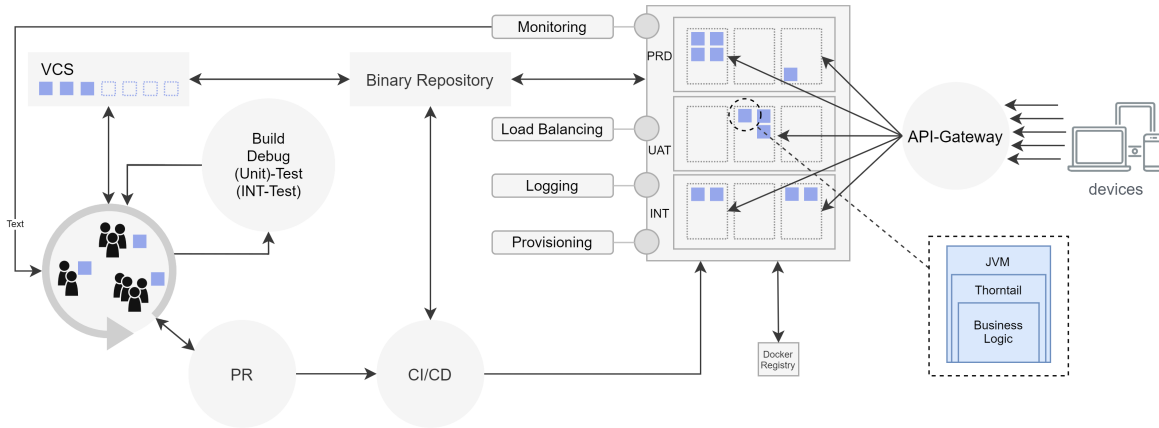 Monitoring
VCS
Binary Repository
PRD
Load Balancing
Build
Debug
(Unit)-Test
(INT-Test)
UAT
API-Gateway
devices
Logging
INT
Text
Provisioning
JVM
Thorntail
Business
Logic
PR
CI/CD
Docker
Registry